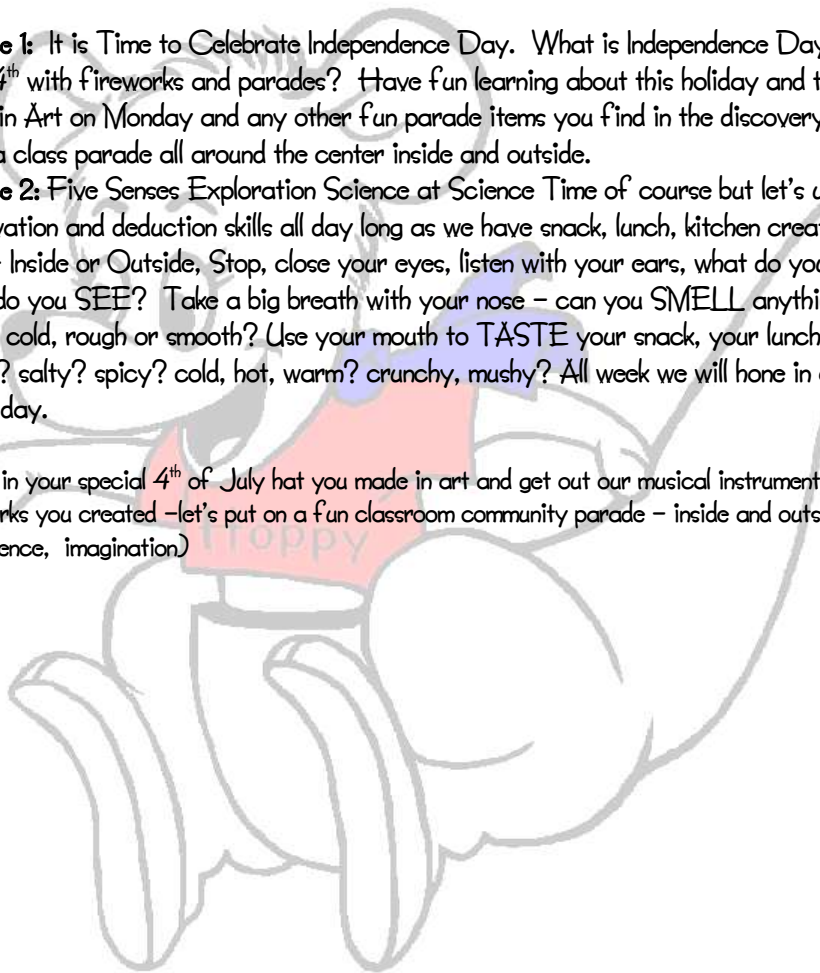 e 1: It is Time to Celebrate Independence Day. What is Independence Day
4th with fireworks and parades? Have fun learning about this holiday and t
in Art on Monday and any other fun parade items you find in the discovery
a class parade all around the center inside and outside.
e 2: Five Senses Exploration Science at Science Time of course but let's u
vation and deduction skills all day long as we have snack, lunch, kitchen creat
- Inside or Outside, Stop, close your eyes, listen with your ears, what do you
do you SEE? Take a big breath with your nose – can you SMELL anythi
cold, rough or smooth? Use your mouth to TASTE your snack, your lunch
? salty? spicy? cold, hot, warm? crunchy, mushy? All week we will hone in
day.
in your special 4th of July hat you made in art and get out our musical instrument
rks you created –let's put on a fun classroom community parade – inside and outs
ence, imagination)
Hoppy